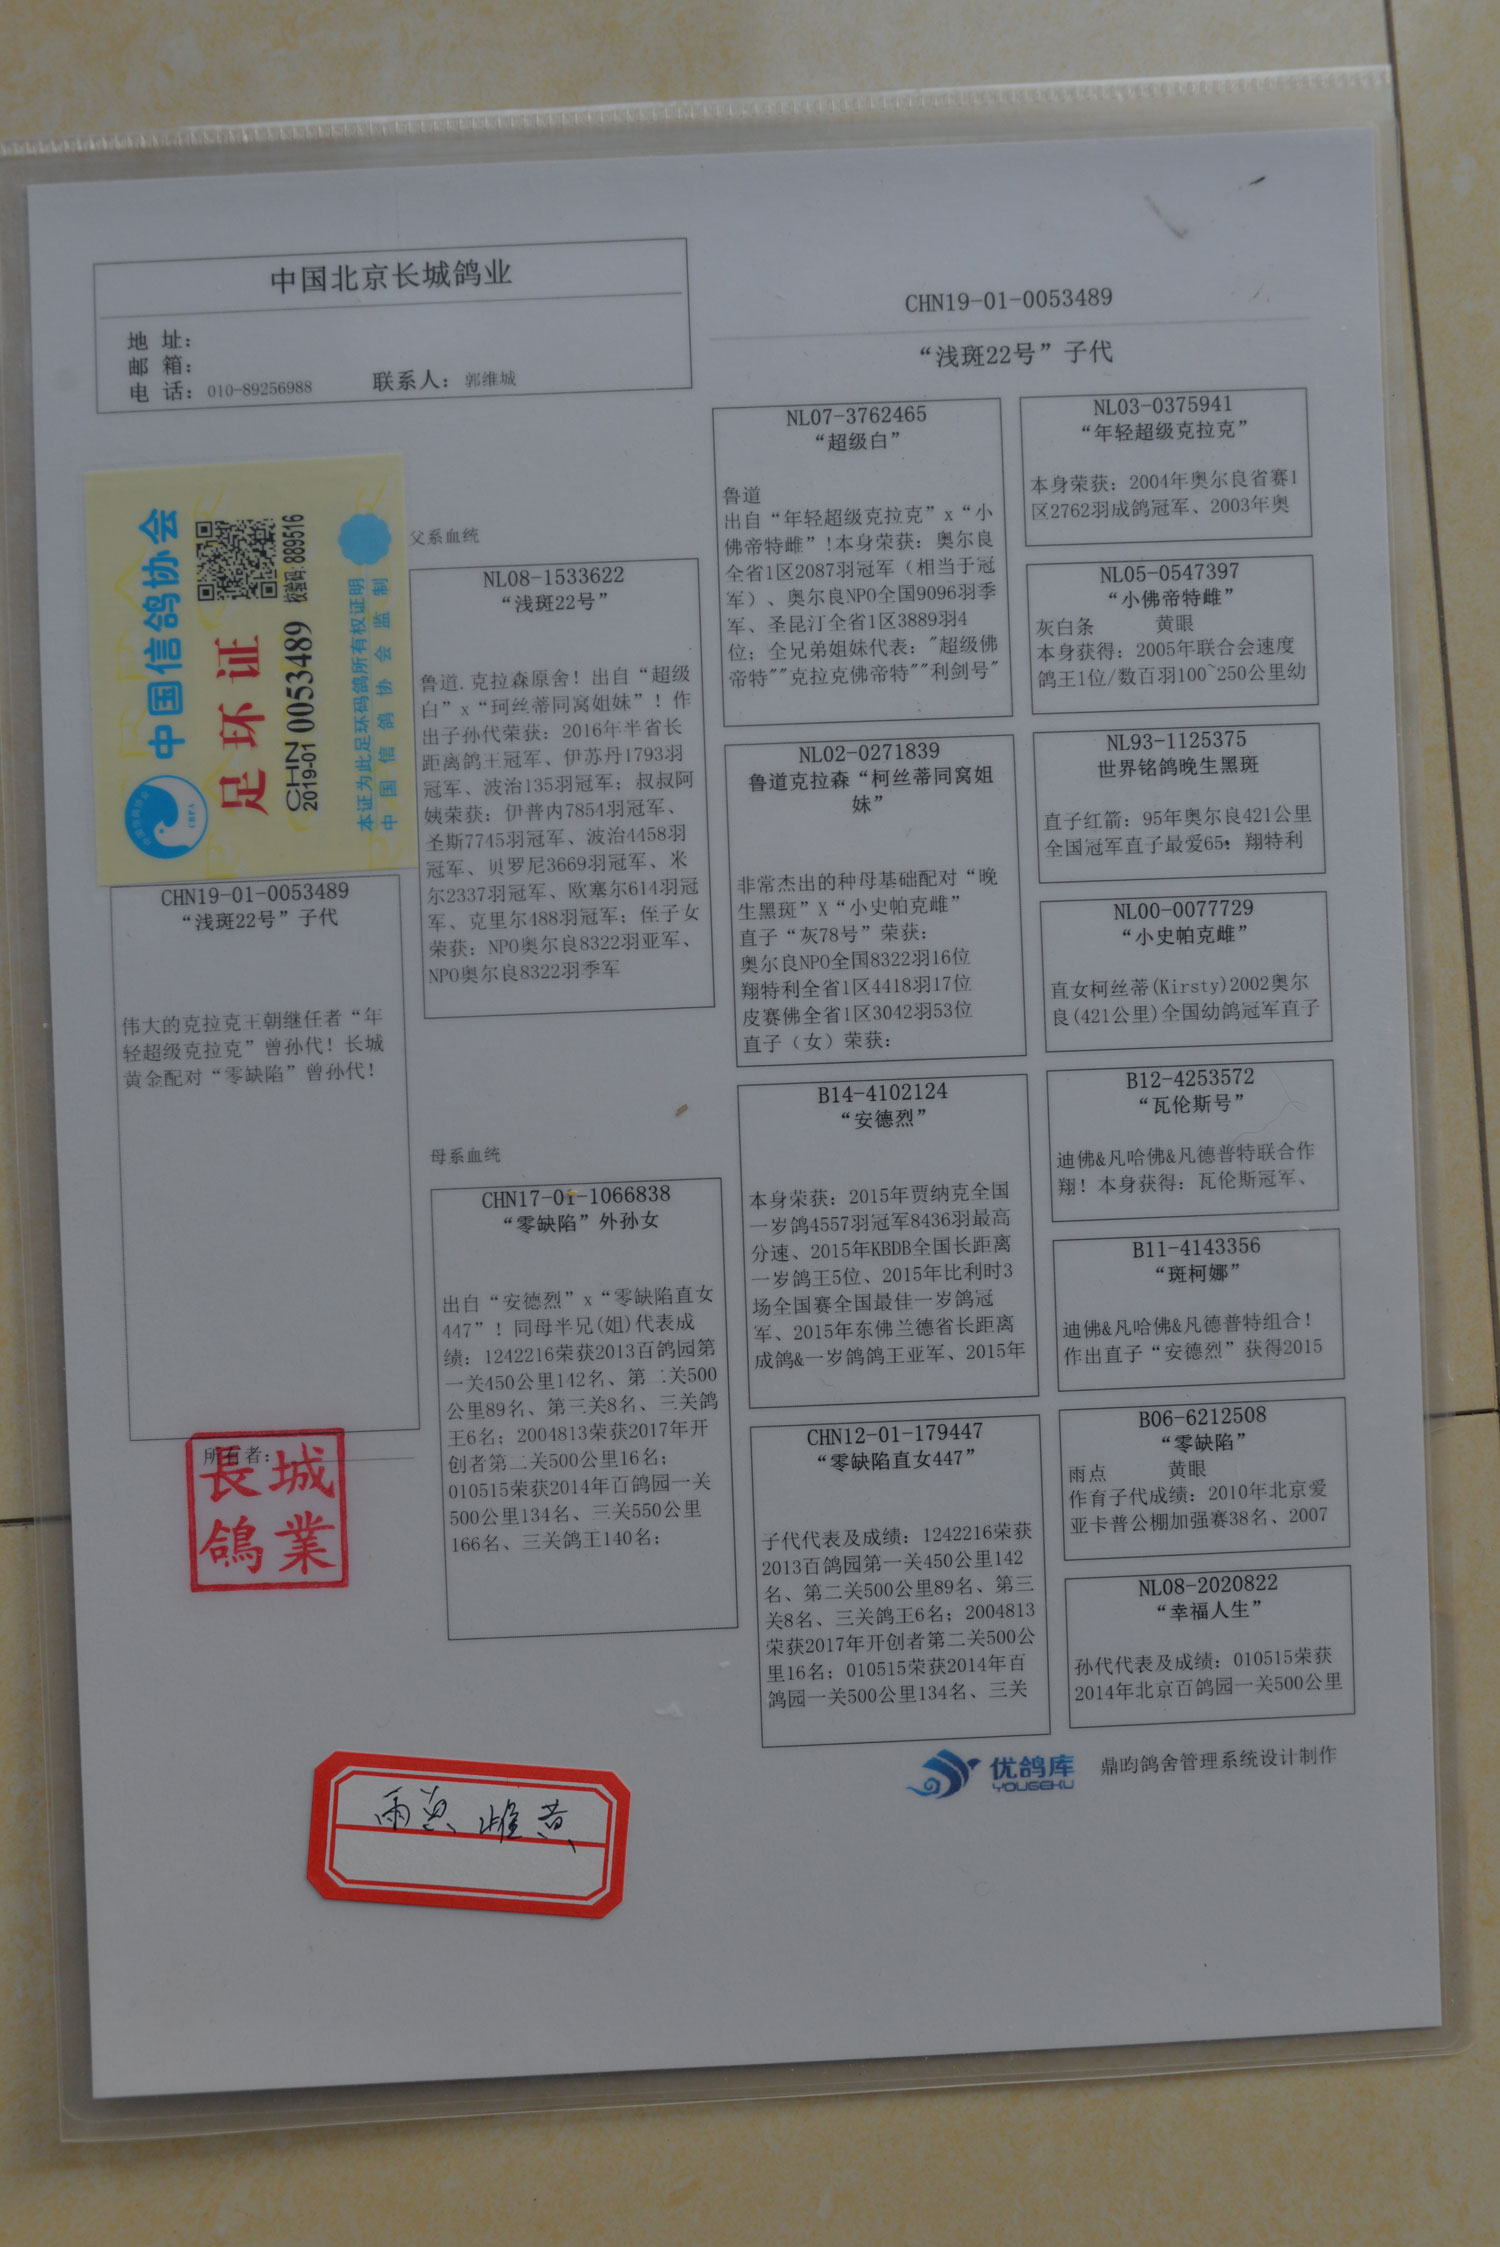 中国北京长城鸽业
地 址：
邮 箱：
电 话：010-89256988 联系人：郭维城
CHN19-01-0053489
“浅斑22号”子代
中国信鸽协会
足环证
CHN 0053489
2019-01
校验码:889516
本证为此足环码鸽所有权证明
中国信鸽协会监制
CHN19-01-0053489
“浅斑22号”子代
伟大的克拉克王朝继任者“年
轻超级克拉克”曾孙代！长城
黄金配对“零缺陷”曾孙代！
所有者：
長城
鴿業
父系血统
NL08-1533622
“浅斑22号”
鲁道.克拉森原舍！出自“超级
白”x“珂丝蒂同窝姐妹”！作
出子孙代荣获：2016年半省长
距离鸽王冠军、伊苏丹1793羽
冠军、波治135羽冠军；叔叔阿
姨荣获：伊普内7854羽冠军、
圣斯7745羽冠军、波治4458羽
冠军、贝罗尼3669羽冠军、米
尔2337羽冠军、欧塞尔614羽冠
军、克里尔488羽冠军；侄子女
荣获：NPO奥尔良8322羽亚军、
NPO奥尔良8322羽季军
母系血统
CHN17-01-1066838
“零缺陷”外孙女
出自“安德烈”x“零缺陷直女
447”！同母半兄(姐)代表成
绩：1242216荣获2013百鸽园第
一关450公里142名、第二关500
公里89名、第三关8名、三关鸽
王6名；2004813荣获2017年开
创者第二关500公里16名；
010515荣获2014年百鸽园一关
500公里134名、三关550公里
166名、三关鸽王140名；
NL07-3762465
“超级白”
鲁道
出自“年轻超级克拉克”x“小
佛帝特雌”!本身荣获：奥尔良
全省1区2087羽冠军（相当于冠
军）、奥尔良NPO全国9096羽季
军、圣昆汀全省1区3889羽4
位；全兄弟姐妹代表："超级佛
帝特""克拉克佛帝特""利剑号"
NL02-0271839
鲁道克拉森“柯丝蒂同窝姐
妹”
非常杰出的种母基础配对“晚
生黑斑”X“小史帕克雌”
直子“灰78号”荣获：
奥尔良NPO全国8322羽16位
翔特利全省1区4418羽17位
皮赛佛全省1区3042羽53位
直子（女）荣获：
B14-4102124
“安德烈”
本身荣获：2015年贾纳克全国
一岁鸽4557羽冠军8436羽最高
分速、2015年KBDB全国长距离
一岁鸽王5位、2015年比利时3
场全国赛全国最佳一岁鸽冠
军、2015年东佛兰德省长距离
成鸽&一岁鸽鸽王亚军、2015年
CHN12-01-179447
“零缺陷直女447”
子代代表及成绩：1242216荣获
2013百鸽园第一关450公里142
名、第二关500公里89名、第三
关8名、三关鸽王6名；2004813
荣获2017年开创者第二关500公
里16名；010515荣获2014年百
鸽园一关500公里134名、三关
NL03-0375941
“年轻超级克拉克”
本身荣获：2004年奥尔良省赛1
区2762羽成鸽冠军、2003年奥
NL05-0547397
“小佛帝特雌”
灰白条 黄眼
本身获得：2005年联合会速度
鸽王1位/数百羽100~250公里幼
NL93-1125375
世界铭鸽晚生黑斑
直子红箭：95年奥尔良421公里
全国冠军直子最爱65：翔特利
NL00-0077729
“小史帕克雌”
直女柯丝蒂(Kirsty)2002奥尔
良(421公里)全国幼鸽冠军直子
B12-4253572
“瓦伦斯号”
迪佛&凡哈佛&凡德普特联合作
翔！本身获得：瓦伦斯冠军、
B11-4143356
“斑柯娜”
迪佛&凡哈佛&凡德普特组合！
作出直子“安德烈”获得2015
B06-6212508
“零缺陷”
雨点 黄眼
作育子代成绩：2010年北京爱
亚卡普公棚加强赛38名、2007
NL08-2020822
“幸福人生”
孙代代表及成绩：010515荣获
2014年北京百鸽园一关500公里
优鸽库
YOUGEKU
鼎昀鸽舍管理系统设计制作
雨点 雌 黄